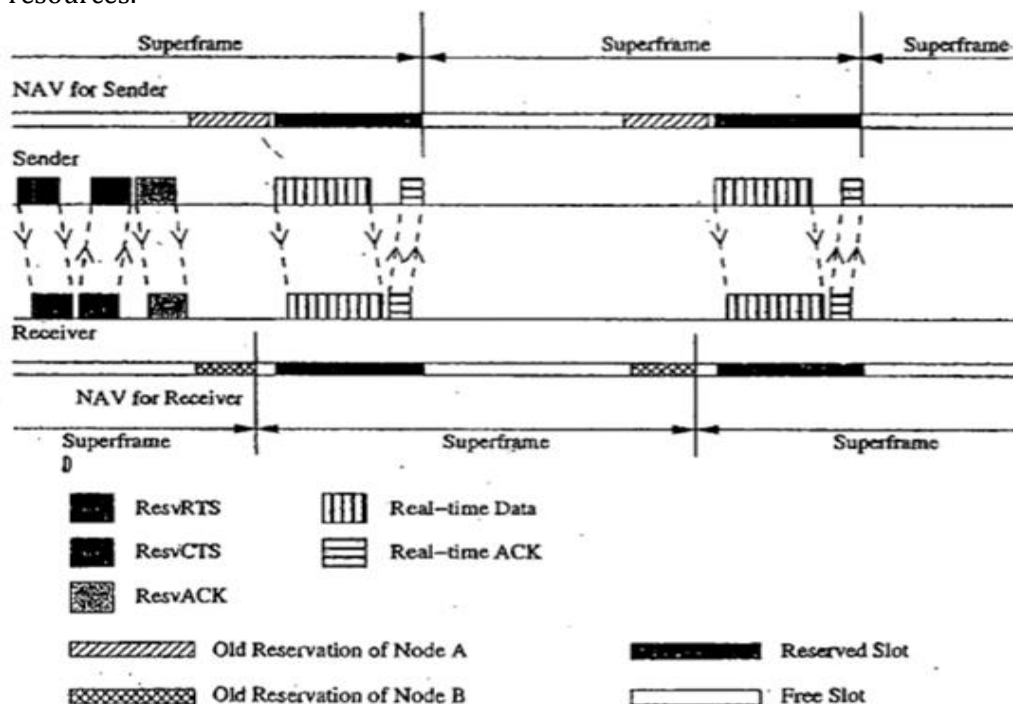 resources.
Superframe Superframe Superframe
NAV for Sender
Sender
Receiver
NAV for Receiver
Superframe Superframe Superframe
D
ResvRTS Real-time Data
ResvCTS Real-time ACK
ResvACK
Old Reservation of Node A Reserved Slot
Old Reservation of Node B Free Slot